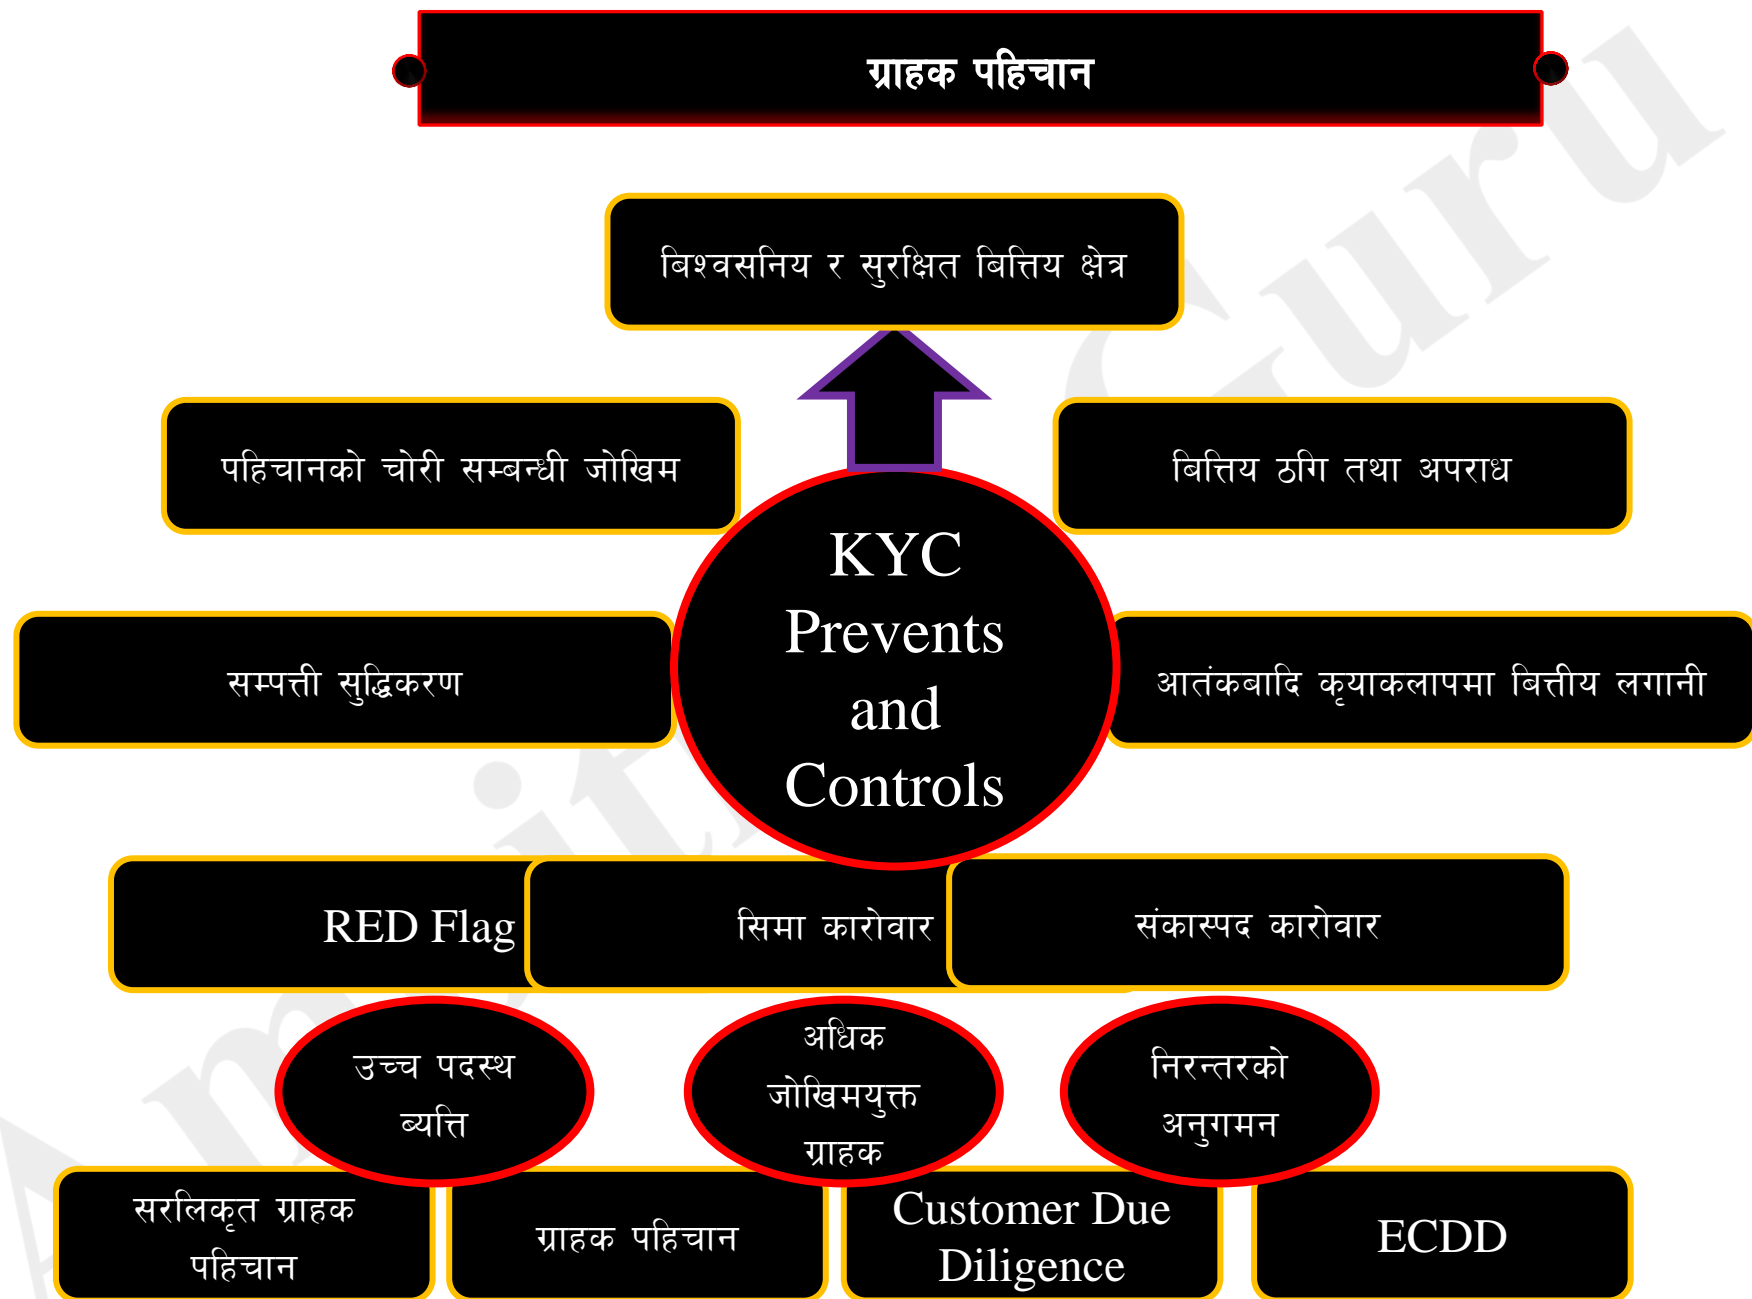 ग्राहक पहिचान
बिश्वसनिय र सुरक्षित बित्तिय क्षेत्र
पहिचानको चोरी सम्बन्धी जोखिम
बित्तिय ठगि तथा अपराध
KYC
Prevents
and
Controls
सम्पत्ती सुद्धिकरण
आतंकबादि कृयाकलापमा बित्तीय लगानी
RED Flag
सिमा कारोवार
संकास्पद कारोवार
उच्च पदस्थ
ब्यत्ति
अधिक
जोखिमयुक्त
ग्राहक
निरन्तरको
अनुगमन
सरलिकृत ग्राहक
पहिचान
ग्राहक पहिचान
Customer Due
Diligence
ECDD
Guru